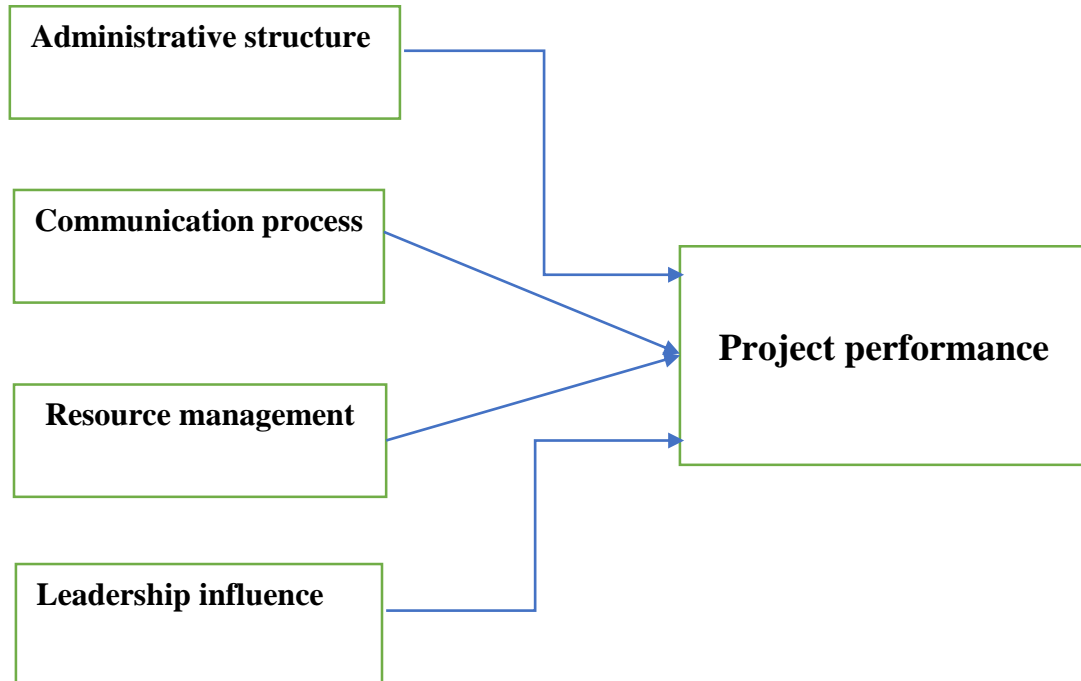 Administrative structure
Communication process
Project performance
Resource management
Leadership influence